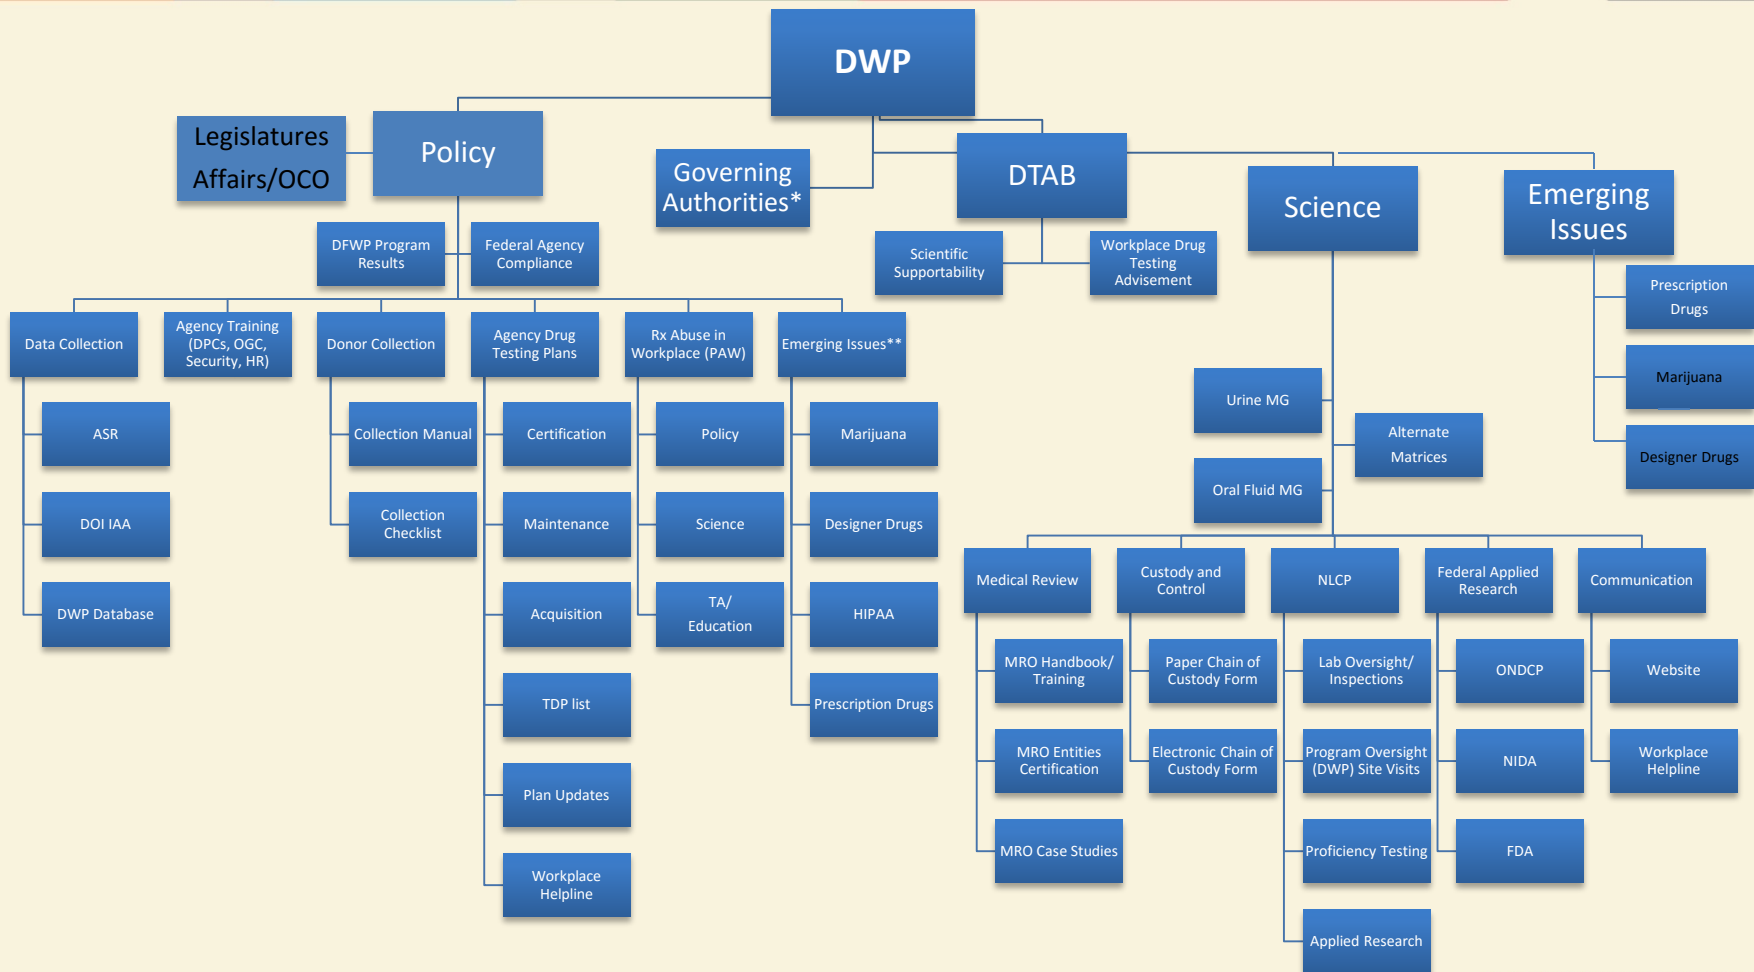 DWP
Legislatures
Affairs/OCO
Policy
Governing
Authorities*
DTAB
Science
Emerging
Issues
DFWP Program
Results
Federal Agency
Compliance
Scientific
Supportability
Workplace Drug
Testing
Advisement
Prescription
Drugs
Marijuana
Designer Drugs
Data Collection
Agency Training
(DPCs, OGC,
Security, HR)
Donor Collection
Agency Drug
Testing Plans
Rx Abuse in
Workplace (PAW)
Emerging Issues**
ASR
DOI IAA
DWP Database
Collection Manual
Collection
Checklist
Certification
Maintenance
Acquisition
TDP list
Plan Updates
Workplace
Helpline
Policy
Science
TA/
Education
Marijuana
Designer Drugs
HIPAA
Prescription Drugs
Urine MG
Alternate
Matrices
Oral Fluid MG
Medical Review
Custody and
Control
NLCP
Federal Applied
Research
Communication
MRO Handbook/
Training
MRO Entities
Certification
MRO Case Studies
Paper Chain of
Custody Form
Electronic Chain of
Custody Form
Lab Oversight/
Inspections
Program Oversight
(DWP) Site Visits
Proficiency Testing
Applied Research
ONDCP
NIDA
FDA
Website
Workplace
Helpline